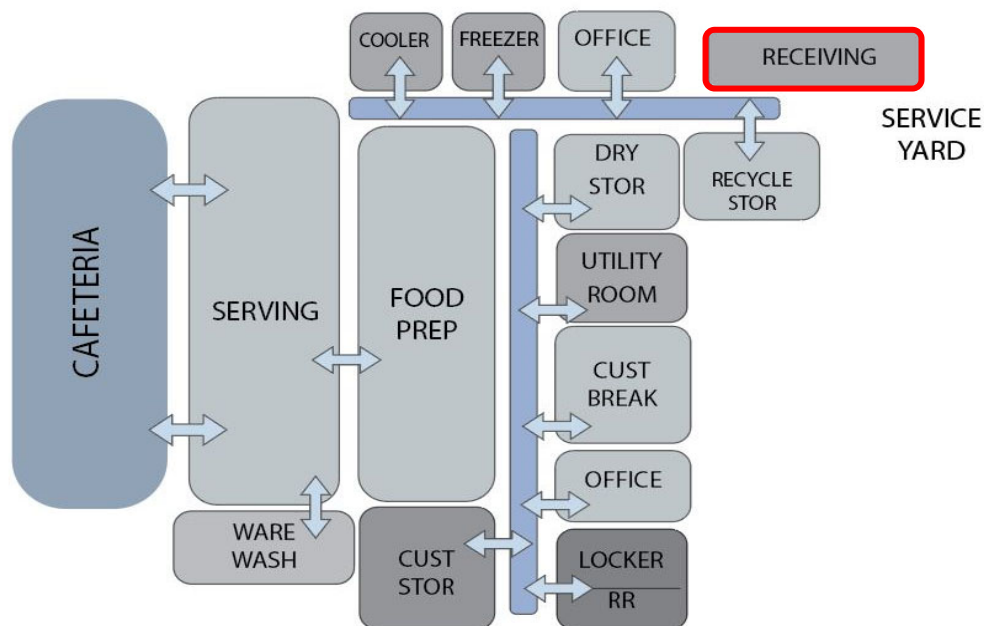 COOLER
FREEZER
OFFICE
RECEIVING
SERVICE
YARD
CAFETERIA
SERVING
FOOD
PREP
DRY
STOR
RECYCLE
STOR
UTILITY
ROOM
CUST
BREAK
OFFICE
WARE
WASH
CUST
STOR
LOCKER
RR